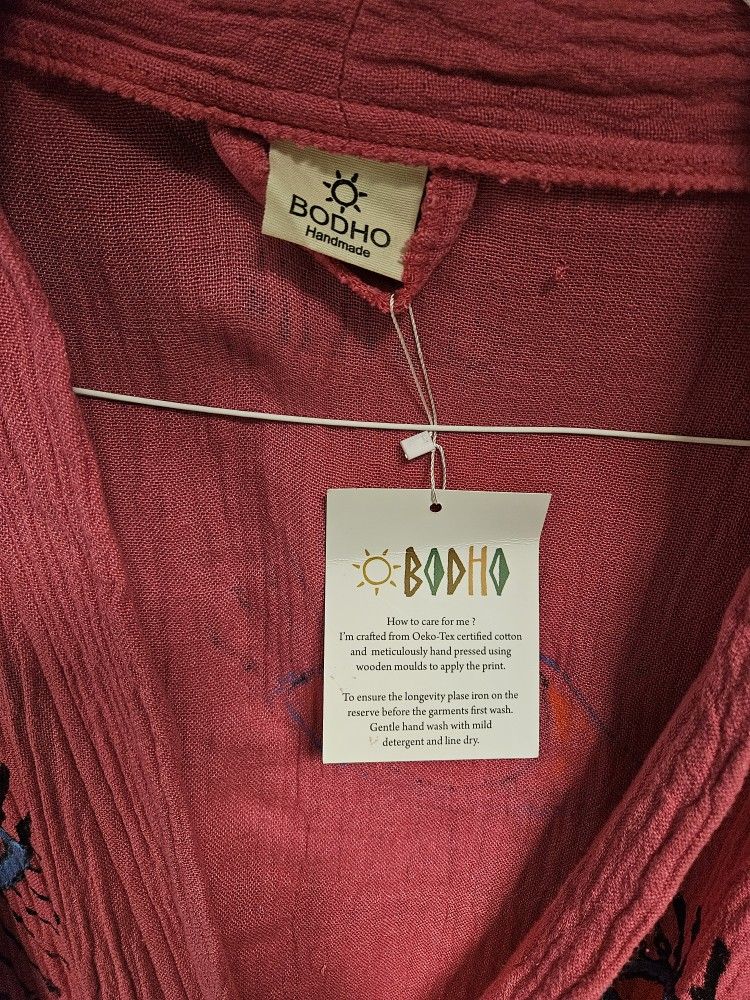 BODHO
Handmade
BODHO
How to care for me ?
I'm crafted from Oeko-Tex certified cotton
and meticulously hand pressed using
wooden moulds to apply the print.
To ensure the longevity plase iron on the
reserve before the garments first wash.
Gentle hand wash with mild
detergent and line dry.